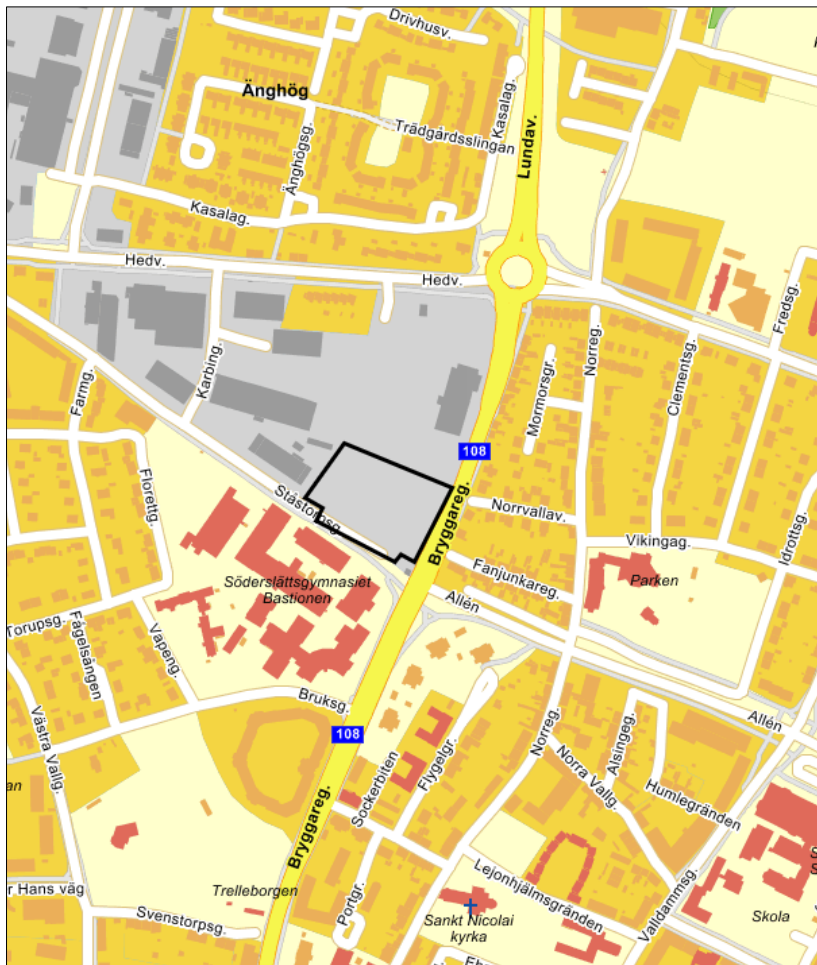 Drivhusv.
Änghög
Kasalag.
Lundav.
Trädgårdsslingan
Änghögsg.
Kasalag.
Hedv.
Hedv.
Fredsg.
Norreg.
Clementsg.
Mormorsgr.
Karbing.
Farmg.
108
Florettg.
Ståstorpsg.
Bryggareg.
Norrvallav.
Vikingag.
Idrottsg.
Fanjunkareg.
Parken
Söderslättsgymnasiet
Bastionen
Allén
Torupsg.
Fågelsången
Vapeng.
Bruksg.
Allén
108
Västra Vallg.
Norreg.
Alsingeg.
Norra Vallg.
Humlegränden
Sockerbiten
Flygelgr.
an
Bryggareg.
Lejonhjälmsgränden
r Hans väg
Trelleborgen
Portgr.
Svenstorpsg.
Sankt Nicolai
kyrka
Valldammsg.
Skola
S
S